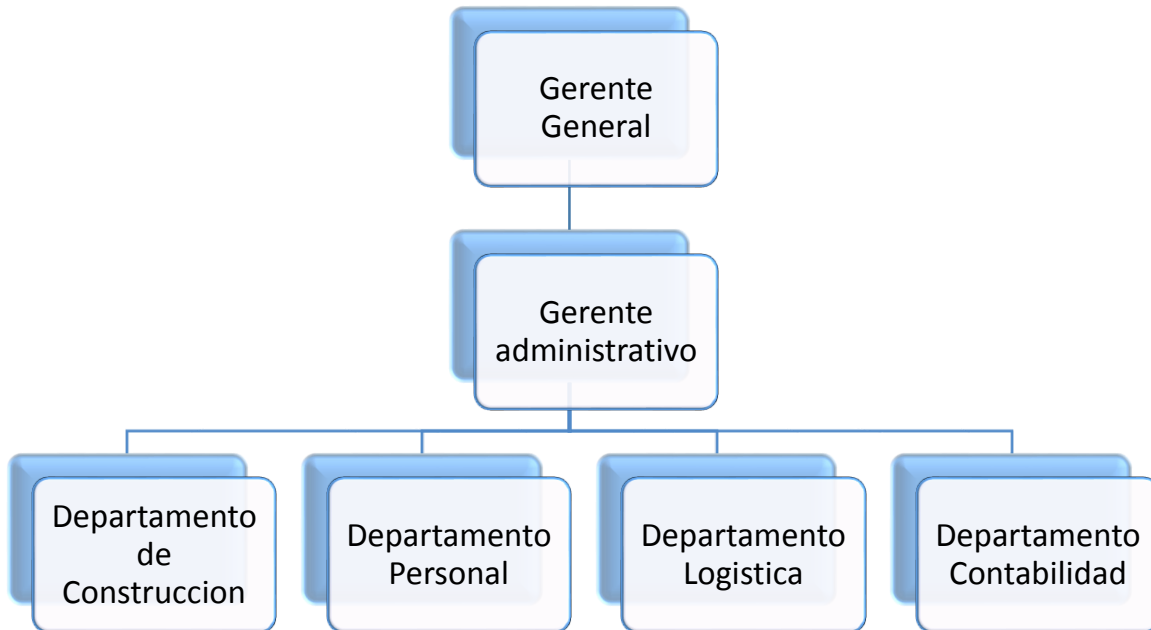 Gerente
General
Gerente
administrativo
Departamento
de
Construccion
Departamento
Personal
Departamento
Logistica
Departamento
Contabilidad